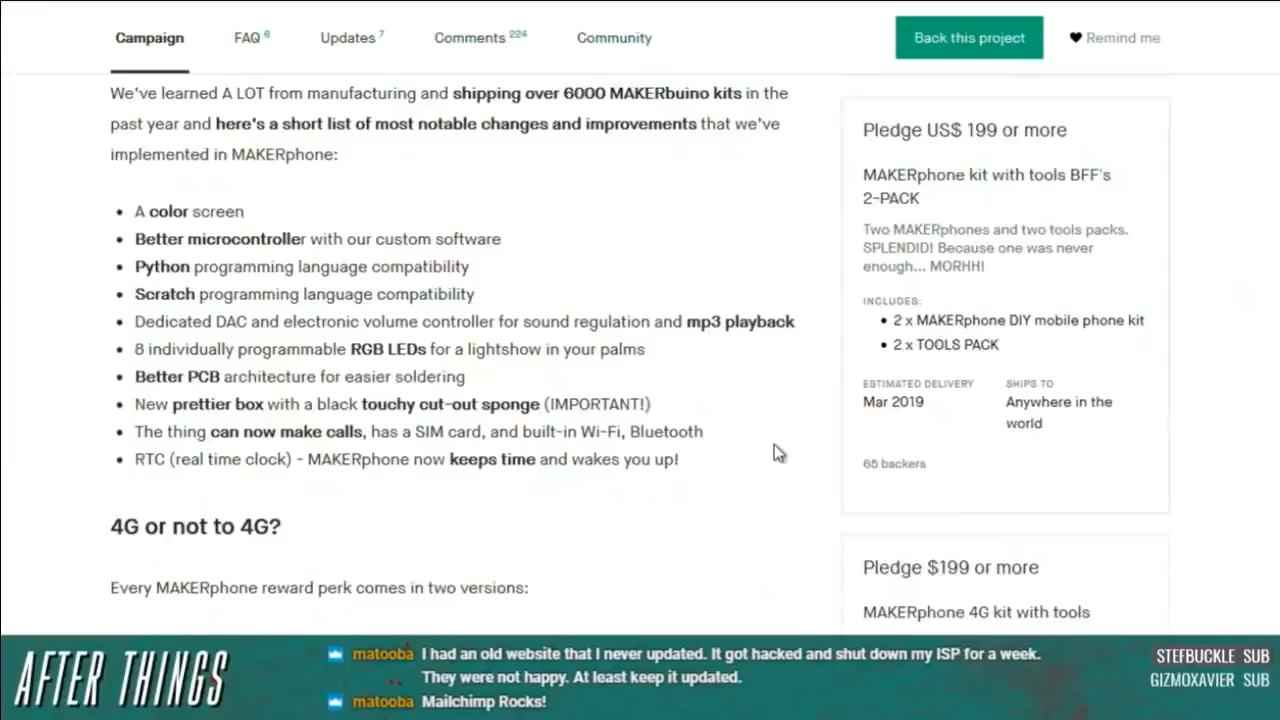 Campaign FAQ 6 Updates 7 Comments 224 Community Back this project Remind me
We've learned A LOT from manufacturing and shipping over 6000 MAKERbuino kits in the
past year and here's a short list of most notable changes and improvements that we've
implemented in MAKERphone:
• A color screen
• Better microcontroller with our custom software
• Python programming language compatibility
• Scratch programming language compatibility
• Dedicated DAC and electronic volume controller for sound regulation and mp3 playback
• 8 individually programmable RGB LEDs for a lightshow in your palms
• Better PCB architecture for easier soldering
• New prettier box with a black touchy cut-out sponge (IMPORTANT!)
• The thing can now make calls, has a SIM card, and built-in Wi-Fi, Bluetooth
• RTC (real time clock) - MAKERphone now keeps time and wakes you up!
4G or not to 4G?
Every MAKERphone reward perk comes in two versions:
Pledge US$ 199 or more
MAKERphone kit with tools BFF's
2-PACK
Two MAKERphones and two tools packs.
SPLENDID! Because one was never
enough... MORHH!
INCLUDES:
• 2 x MAKERphone DIY mobile phone kit
• 2 x TOOLS PACK
ESTIMATED DELIVERY SHIPS TO
Mar 2019 Anywhere in the
world
65 backers
Pledge $199 or more
MAKERphone 4G kit with tools
AFTER THINGS
matooba I had an old website that I never updated. It got hacked and shut down my ISP for a week.
They were not happy. At least keep it updated.
matooba Mailchimp Rocks!
STEFBUCKLE SUB
GIZMOXAVIER SUB